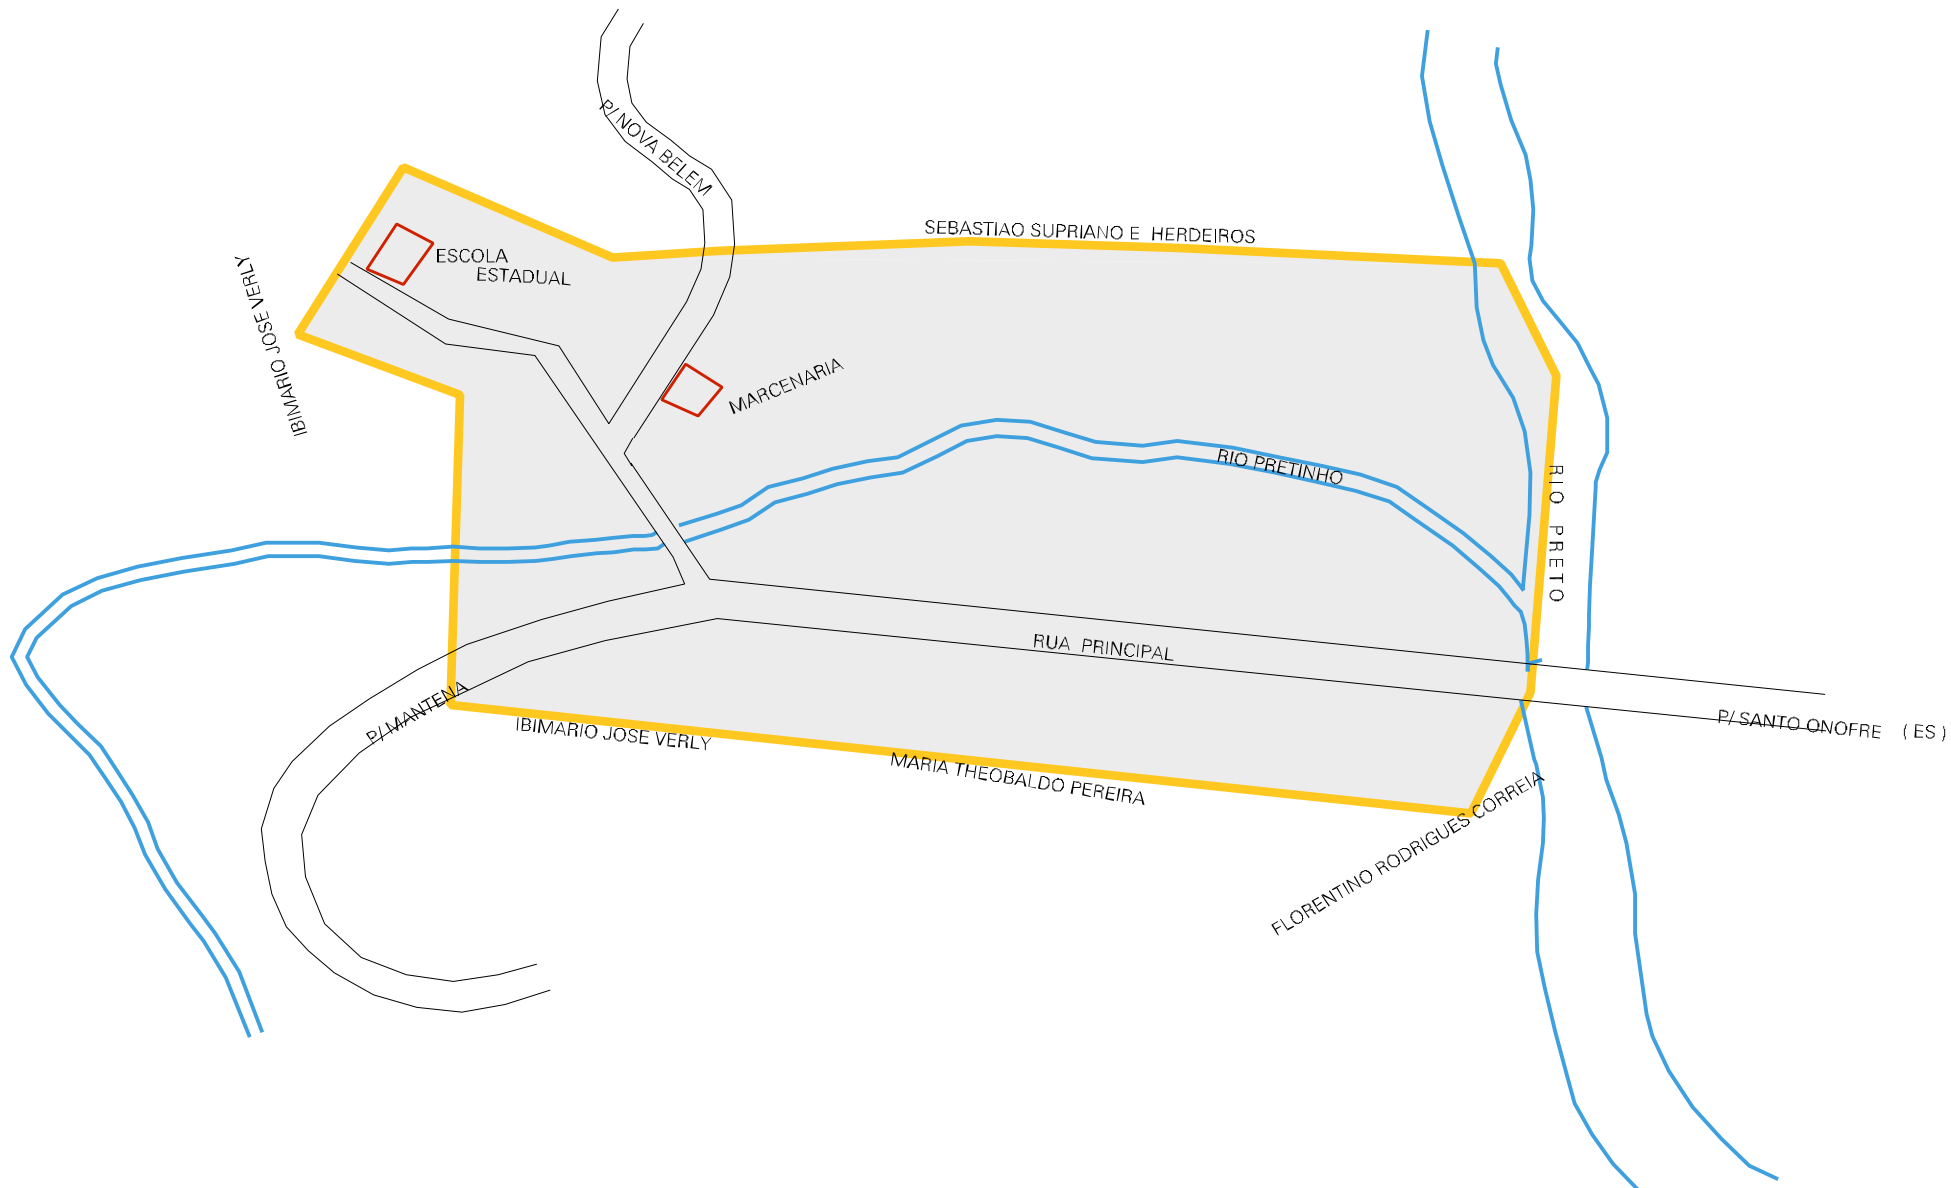 P/ NOVA BELEM
SEBASTIAO SUPRIANO E HERDEIROS
ESCOLA
ESTADUAL
IBIMARIO JOSE VERLY
MARCENARIA
RIO PRETINHO
RIO PRETO
RUA PRINCIPAL
P/ MANTENA
IBIMARIO JOSE VERLY
P/ SANTO ONOFRE ( ES )
MARIA THEOBALDO PEREIRA
FLORENTINO RODRIGUES CORREIA